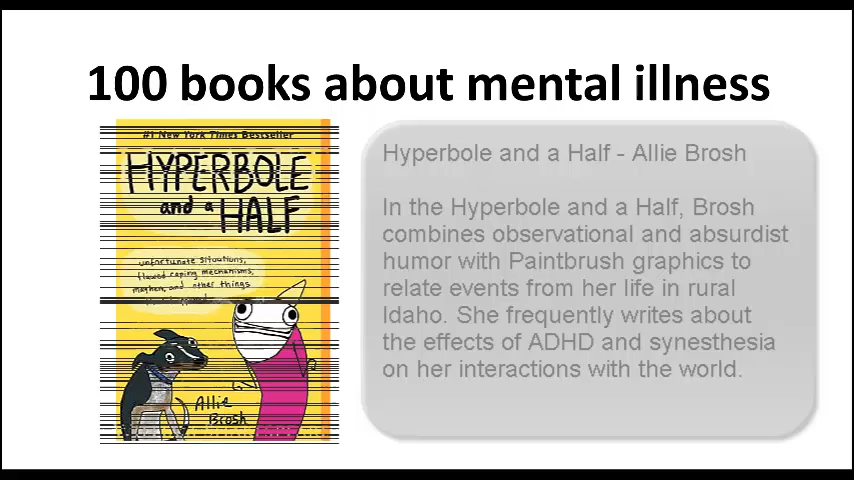 100 books about mental illness
#1 New York Times Bestseller
HYPERBOLE
and a
HALF
unfortunate situations,
flawed coping mechanisms,
mayhem, and other things
Allie
Brosh
Hyperbole and a Half - Allie Brosh
In the Hyperbole and a Half, Brosh
combines observational and absurdist
humor with Paintbrush graphics to
relate events from her life in rural
Idaho. She frequently writes about
the effects of ADHD and synesthesia
on her interactions with the world.